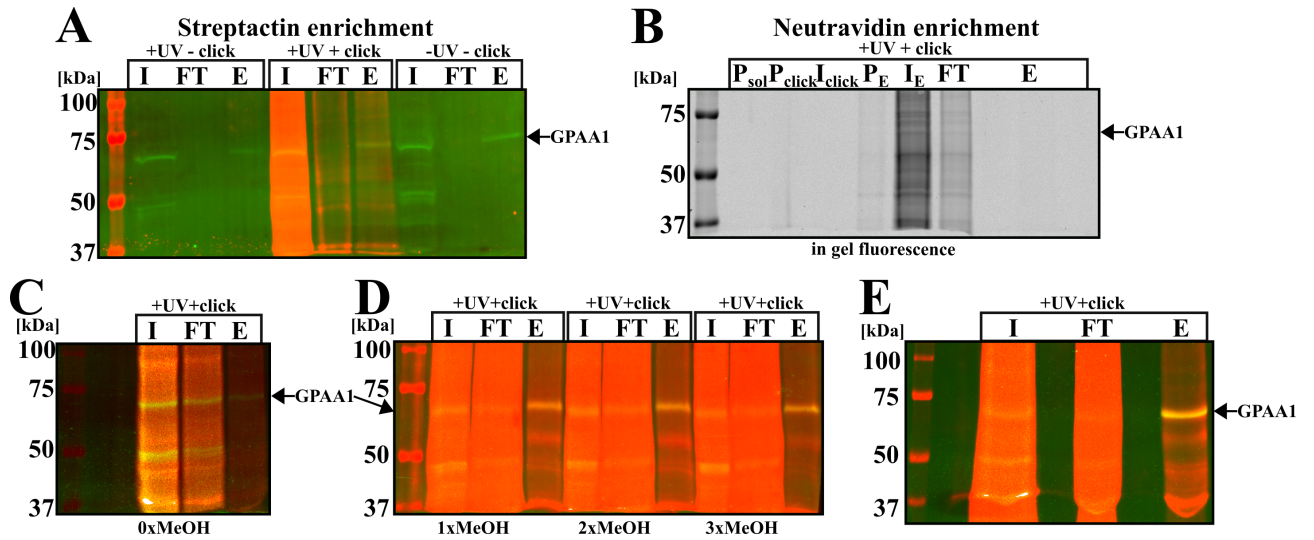 A
Streptactin enrichment
+UV - click +UV + click -UV - click
[kDa] I FT E I FT E I FT E
100
75
50
37
GPAA1
B
Neutravidin enrichment
+UV + click
[kDa] Psol Pclick Iclick PE IE FT E
75
50
37
GPAA1
in gel fluorescence
C
+UV+click
[kDa] I FT E
100
75
50
37
GPAA1
0xMeOH
D
+UV+click +UV+click +UV+click
[kDa] I FT E I FT E I FT E
100
75
50
37
1xMeOH 2xMeOH 3xMeOH
E
+UV+click
[kDa] I FT E
100
75
50
37
GPAA1